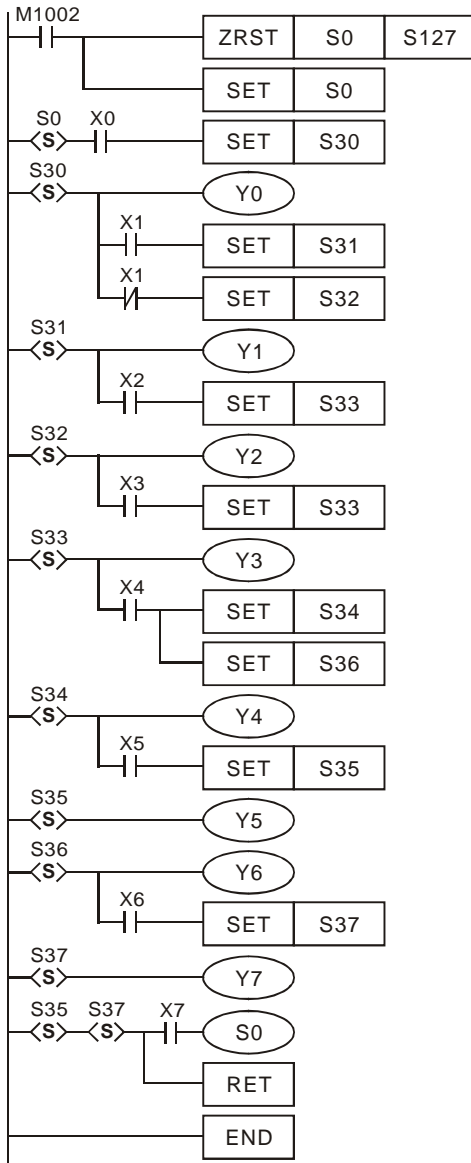 M1002
ZRST S0 S127
SET S0
S0 X0
S SET S30
S30
S Y0
X1
SET S31
X1
SET S32
S31
S Y1
X2
SET S33
S32
S Y2
X3
SET S33
S33
S Y3
X4
SET S34
SET S36
S34
S Y4
X5
SET S35
S35
S Y5
S36
S Y6
X6
SET S37
S37
S Y7
S35 S37 X7
S S S0
RET
END